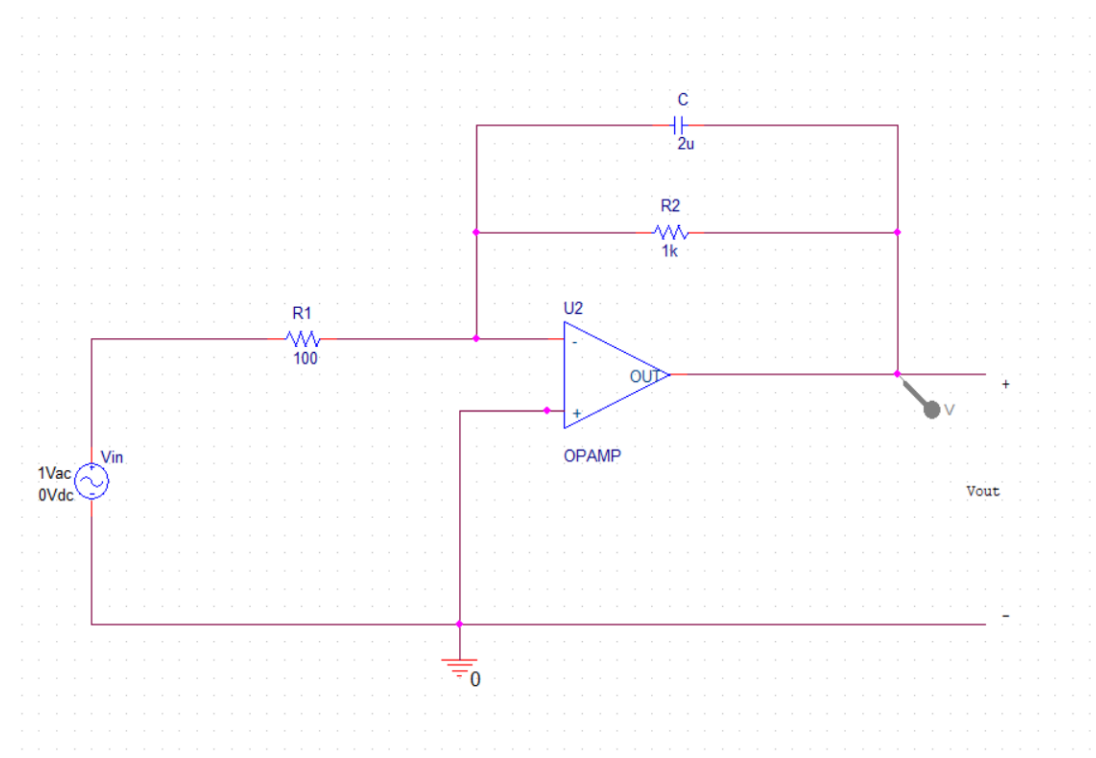 C
2u
R2
1k
U2
R1
100
-
OUT
+
+
V
OPAMP
Vin
1Vac
+
-
0Vdc
Vout
-
0